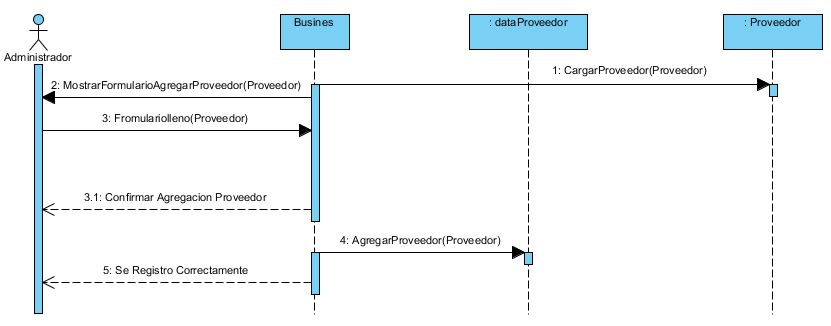 Busines
: dataProveedor
: Proveedor
Administrador
1: CargarProveedor(Proveedor)
2: MostrarFormularioAgregarProveedor(Proveedor)
3: Fromulariolleno(Proveedor)
3.1: Confirmar Agregacion Proveedor
4: AgregarProveedor(Proveedor)
5: Se Registro Correctamente